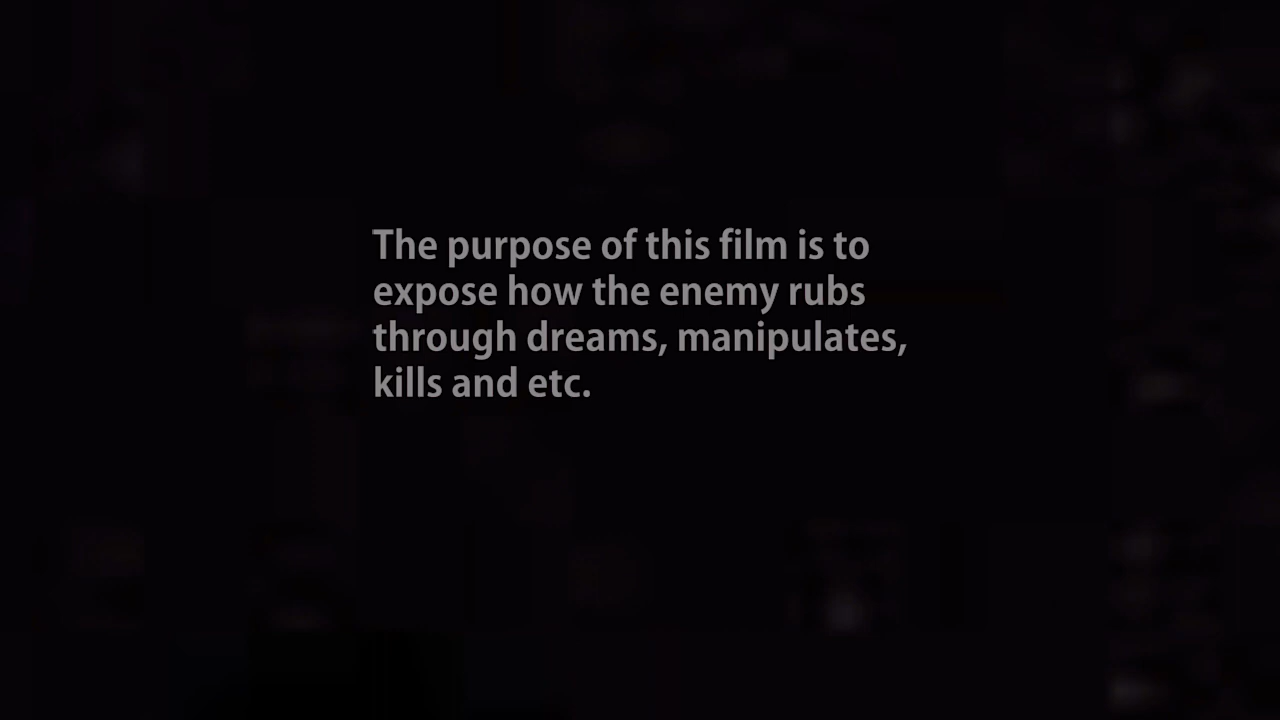 The purpose of this film is to
expose how the enemy rubs
through dreams, manipulates,
kills and etc.